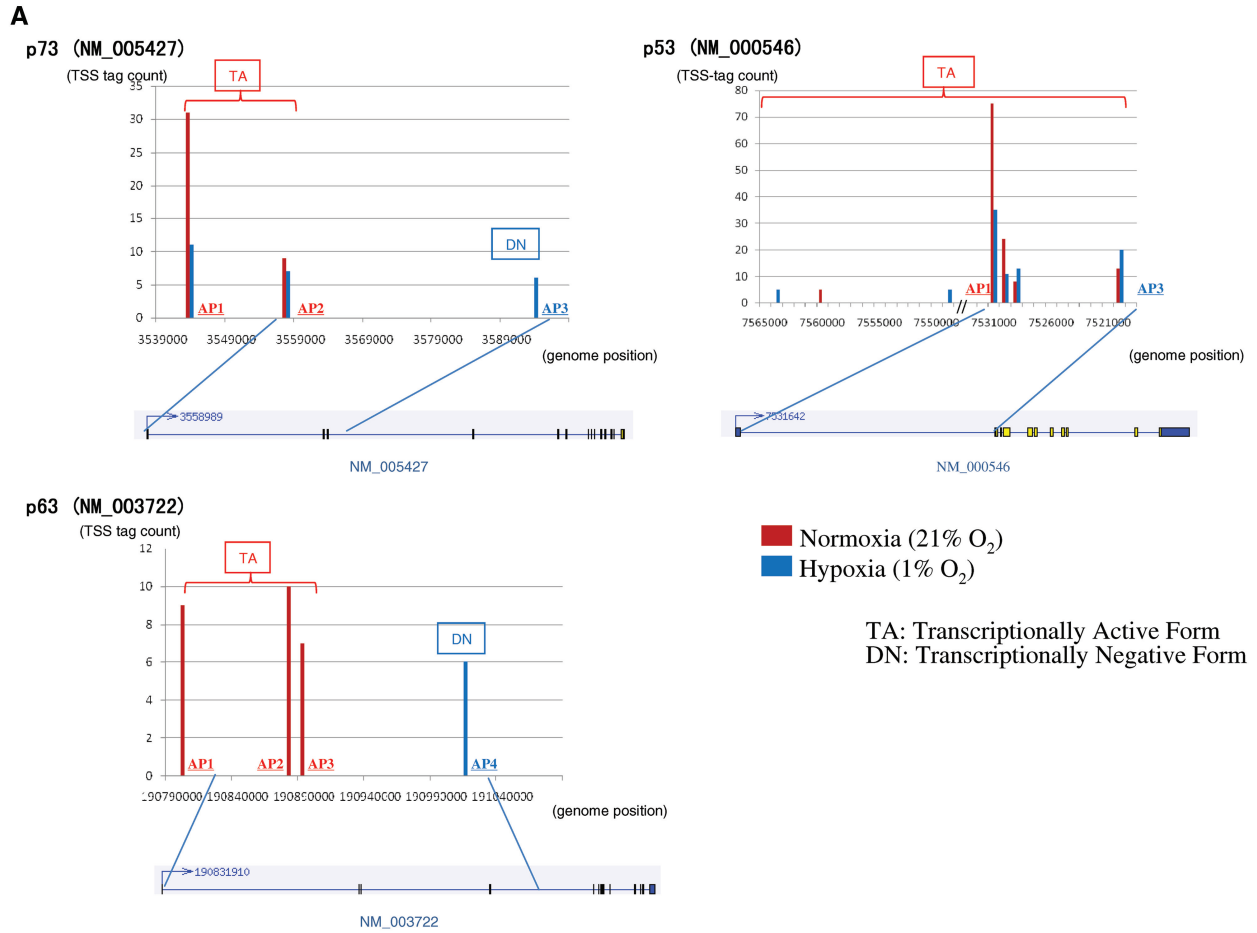 A
p73 (NM_005427)
(TSS tag count)
TA
35
30
25
20
15
10
5
0
DN
AP1
AP2
AP3
3539000 3549000 3559000 3569000 3579000 3589000
(genome position)
3558989
NM_005427
p53 (NM_000546)
(TSS-tag count)
TA
80
70
60
50
40
30
20
10
0
AP1
AP3
7565000 7560000 7555000 7550000 7531000 7526000 7521000
(genome position)
7531642
NM_000546
p63 (NM_003722)
(TSS tag count)
TA
12
10
8
6
4
2
0
DN
AP1
AP2
AP3
AP4
190790000 190840000 190890000 190940000 190990000 191040000
(genome position)
190831910
NM_003722
Normoxia (21% O2)
Hypoxia (1% O2)
TA: Transcriptionally Active Form
DN: Transcriptionally Negative Form